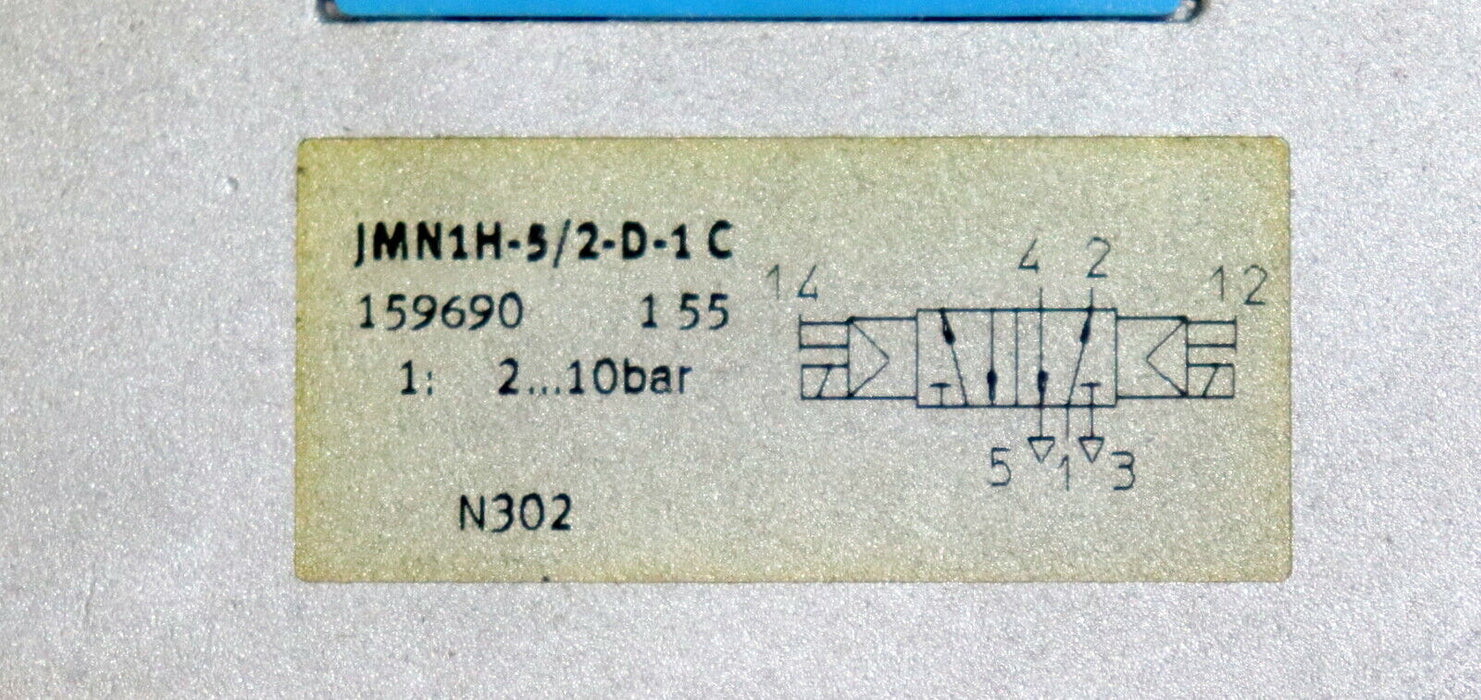 JMN1H-5/2-D-1 C
159690 1 55
1: 2...10bar
N302
14 4 2 12
5 1 3